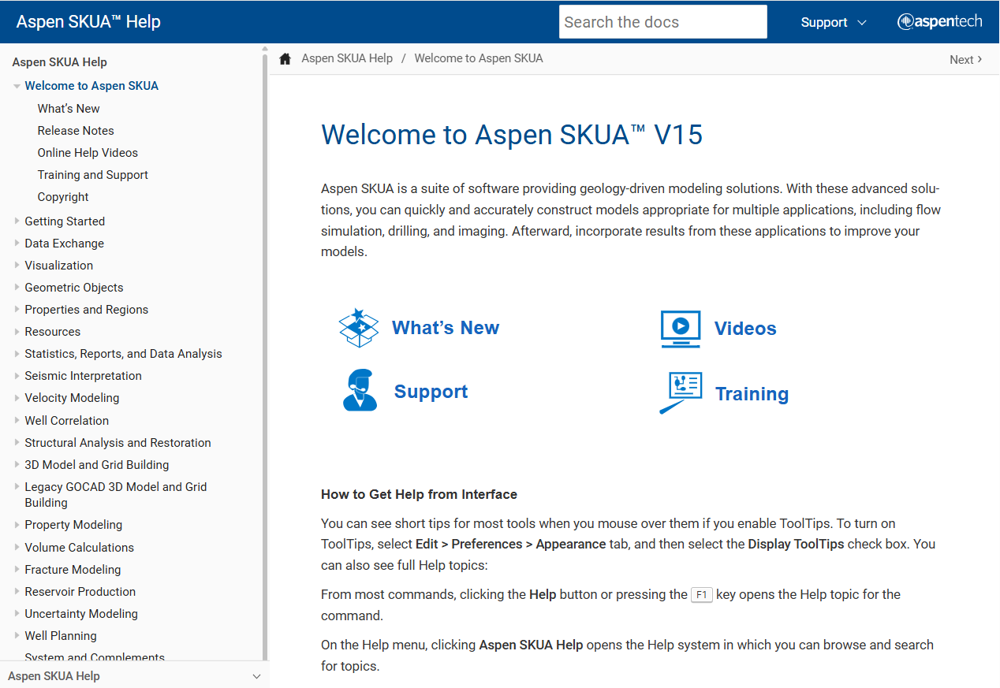 Aspen SKUA™ Help
Search the docs
Support
aspentech
Aspen SKUA Help
Welcome to Aspen SKUA
What's New
Release Notes
Online Help Videos
Training and Support
Copyright
Getting Started
Data Exchange
Visualization
Geometric Objects
Properties and Regions
Resources
Statistics, Reports, and Data Analysis
Seismic Interpretation
Velocity Modeling
Well Correlation
Structural Analysis and Restoration
3D Model and Grid Building
Legacy GOCAD 3D Model and Grid
Building
Property Modeling
Volume Calculations
Fracture Modeling
Reservoir Production
Uncertainty Modeling
Well Planning
System and Complements
Aspen SKUA Help
Aspen SKUA Help / Welcome to Aspen SKUA
Next ›
Welcome to Aspen SKUA™ V15
Aspen SKUA is a suite of software providing geology-driven modeling solutions. With these advanced solu-
tions, you can quickly and accurately construct models appropriate for multiple applications, including flow
simulation, drilling, and imaging. Afterward, incorporate results from these applications to improve your
models.
What's New
Videos
Support
Training
How to Get Help from Interface
You can see short tips for most tools when you mouse over them if you enable ToolTips. To turn on
ToolTips, select Edit > Preferences > Appearance tab, and then select the Display ToolTips check box. You
can also see full Help topics:
From most commands, clicking the Help button or pressing the F1 key opens the Help topic for the
command.
On the Help menu, clicking Aspen SKUA Help opens the Help system in which you can browse and search
for topics.